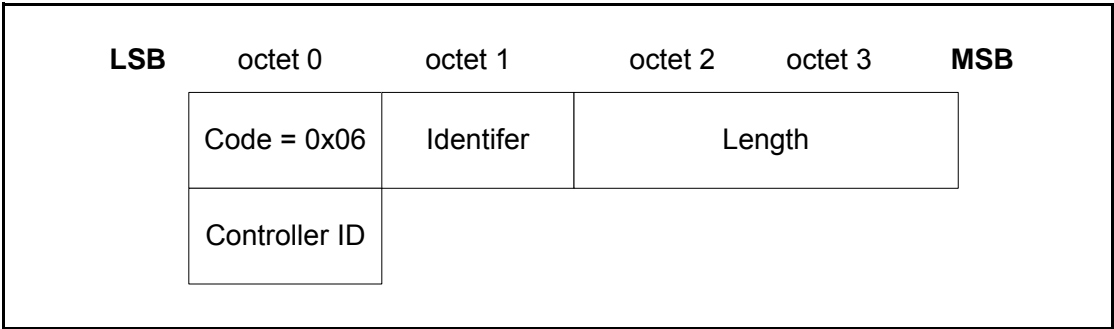 LSB octet 0 octet 1 octet 2 octet 3 MSB
Code = 0x06 Identifer Length
Controller ID